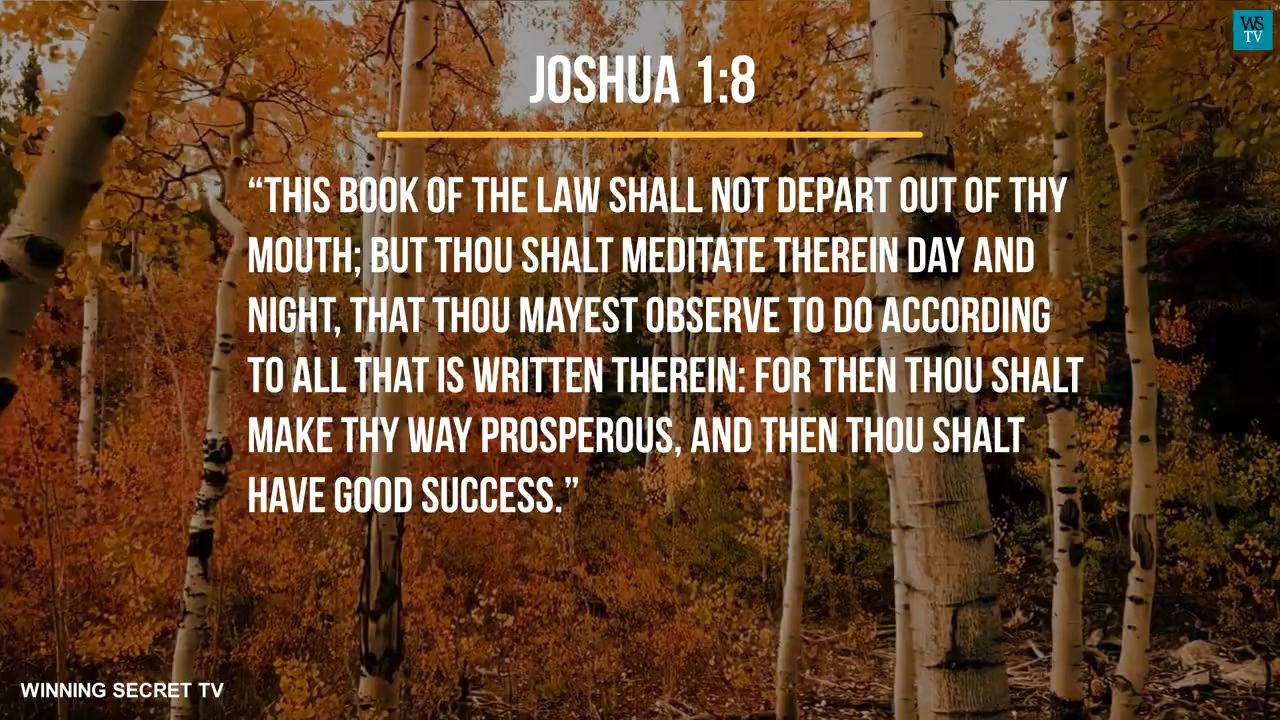 WS
TV
JOSHUA 1:8
“THIS BOOK OF THE LAW SHALL NOT DEPART OUT OF THY
MOUTH; BUT THOU SHALT MEDITATE THEREIN DAY AND
NIGHT, THAT THOU MAYEST OBSERVE TO DO ACCORDING
TO ALL THAT IS WRITTEN THEREIN: FOR THEN THOU SHALT
MAKE THY WAY PROSPEROUS, AND THEN THOU SHALT
HAVE GOOD SUCCESS.”
WINNING SECRET TV